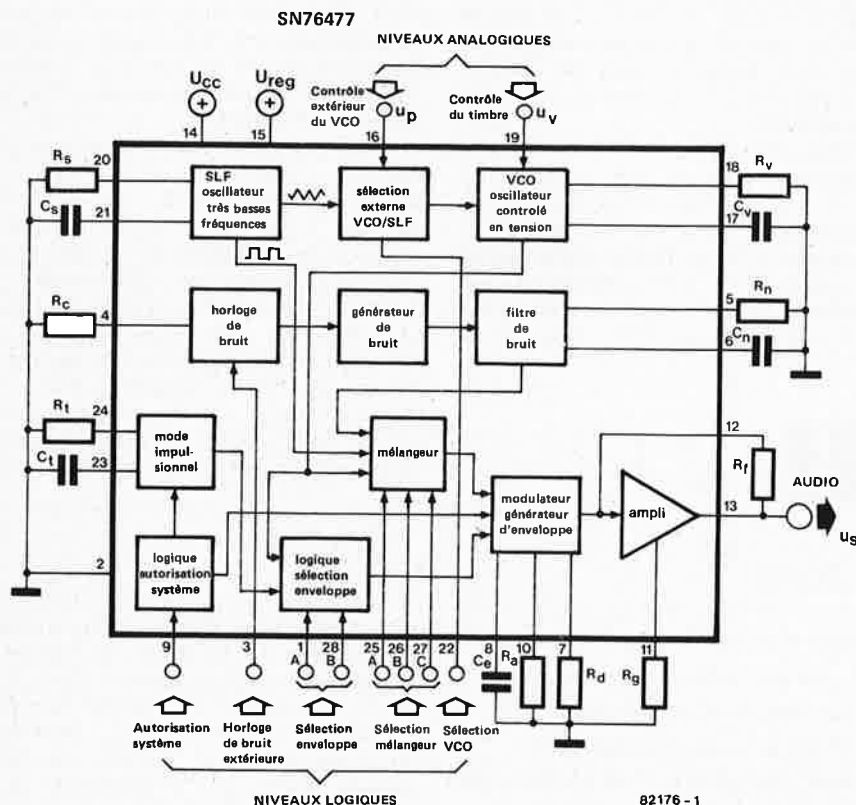 SN76477
NIVEAUX ANALOGIQUES
Ucc
Ureg
Contrôle
extérieur
du VCO
up
Contrôle
du timbre
uv
14
15
16
19
Rs
20
Cs
21
SLF
oscillateur
très basses
fréquences
sélection
externe
VCO/SLF
VCO
oscillateur
controlé
en tension
18
Rv
17
Cv
Rc
4
horloge
de
bruit
générateur
de
bruit
filtre
de
bruit
5
Rn
6
Cn
Rt
24
Ct
23
mode
impul-
sionnel
mélangeur
modulateur
générateur
d'enveloppe
ampli
12
Rf
13
AUDIO
us
2
logique
autorisation
système
logique
sélection
enveloppe
9
3
1
A
28
B
25
A
26
B
27
C
22
8
Ce
10
Ra
7
Rd
11
Rg
Autorisation
système
Horloge
de bruit
extérieure
Sélection
enveloppe
Sélection
mélangeur
Sélection
VCO
NIVEAUX LOGIQUES
82176-1